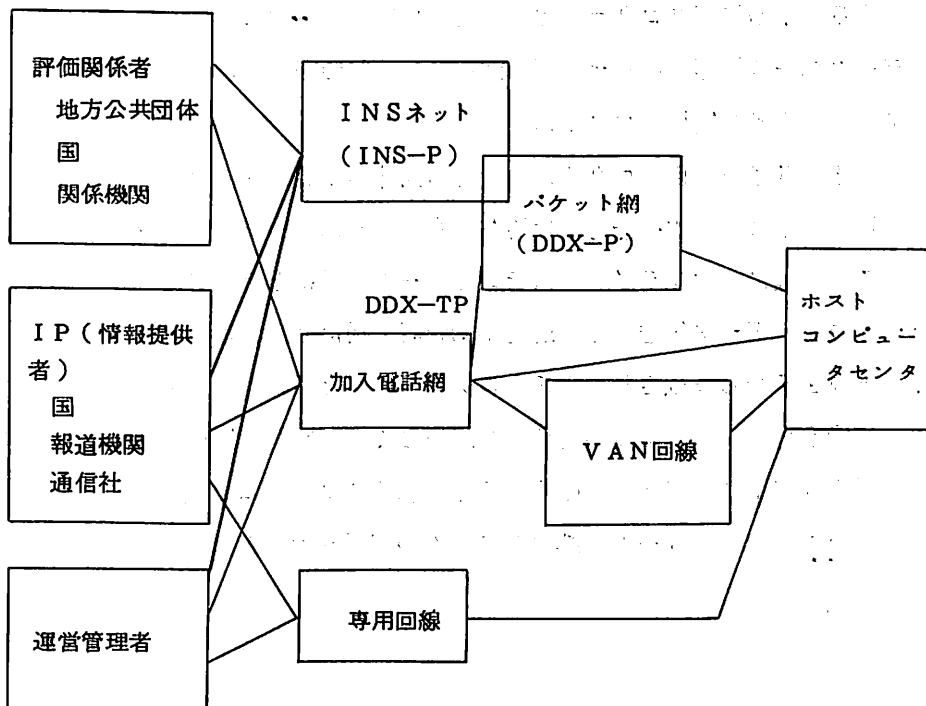 評価関係者
地方公共団体
国
関係機関
IP(情報提供
者)
国
報道機関
通信社
運営管理者
INSネット
(INS-P)
パケット網
(DDX-P)
DDX-TP
加入電話網
VAN回線
専用回線
ホスト
コンピュー
タセンタ